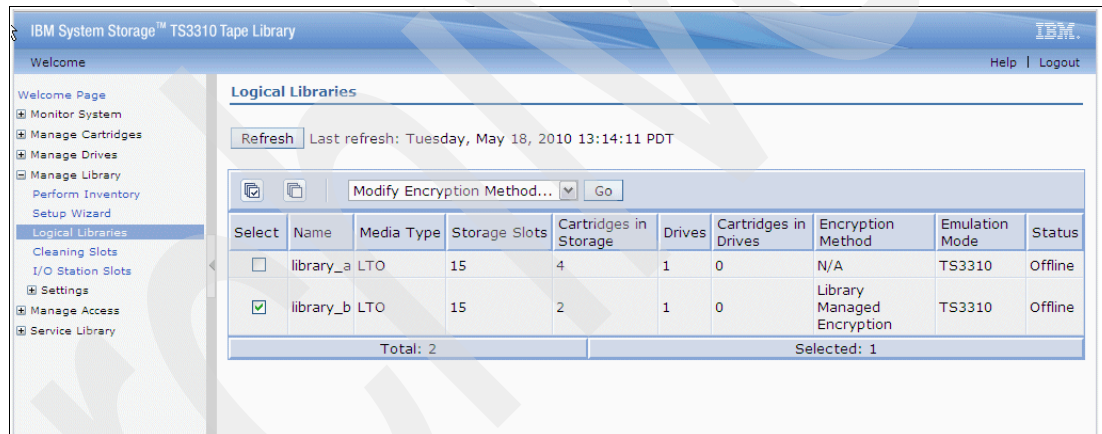 IBM System Storage™ TS3310 Tape Library
IBM.
Welcome
Help | Logout
Welcome Page
Monitor System
Manage Cartridges
Manage Drives
Manage Library
Perform Inventory
Setup Wizard
Logical Libraries
Cleaning Slots
I/O Station Slots
Settings
Manage Access
Service Library
Logical Libraries
Refresh Last refresh: Tuesday, May 18, 2010 13:14:11 PDT
Modify Encryption Method... Go
Select Name Media Type Storage Slots Cartridges in Storage Drives Cartridges in Drives Encryption Method Emulation Mode Status
library_a LTO 15 4 1 0 N/A TS3310 Offline
library_b LTO 15 2 1 0 Library Managed Encryption TS3310 Offline
Total: 2 Selected: 1